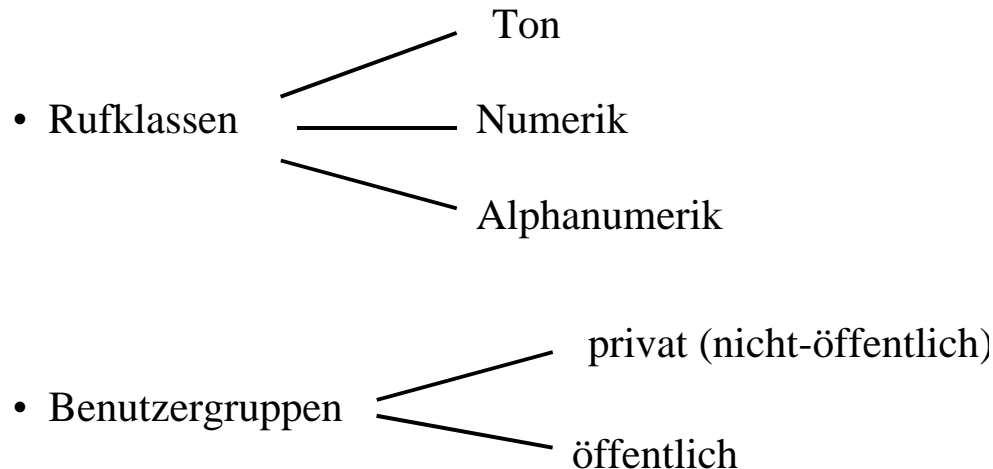 Ton
• Rufklassen
Numerik
Alphanumerik
privat (nicht-öffentlich)
• Benutzergruppen
öffentlich